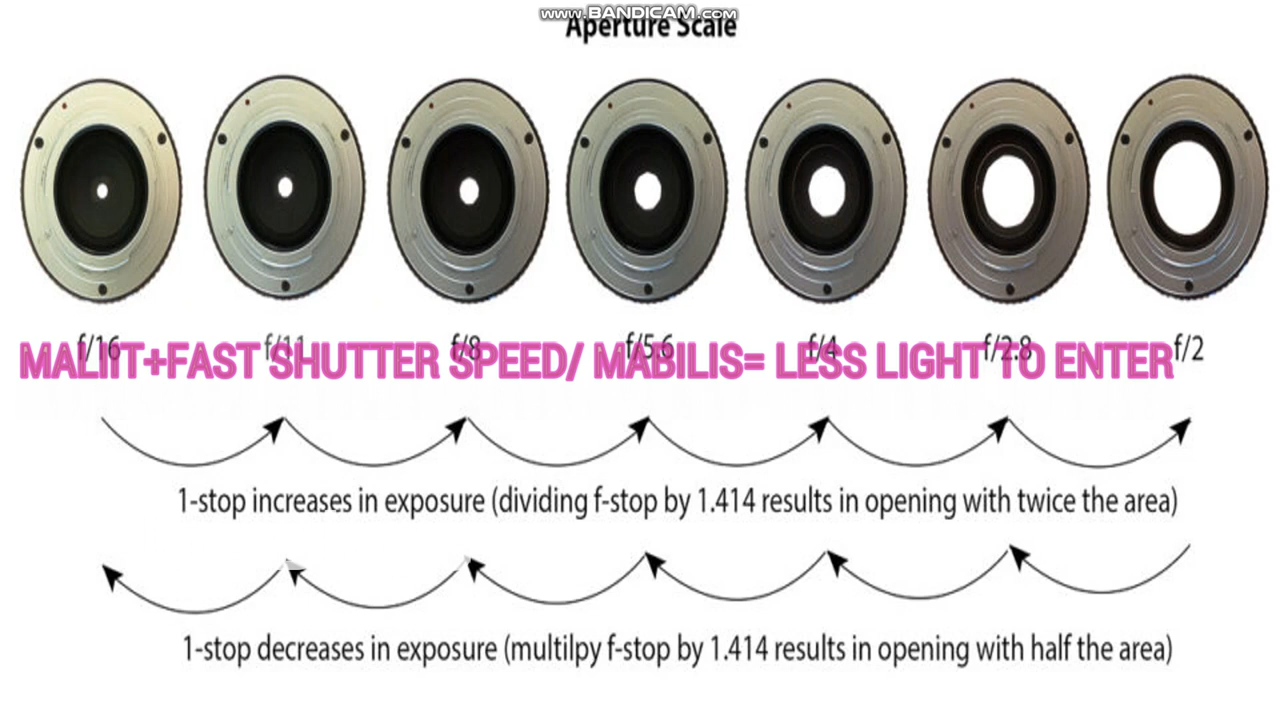 www.BANDICAM.com
Aperture Scale
f/16 f/11 f/8 f/5.6 f/4 f/2.8 f/2
MALIIT+FAST SHUTTER SPEED/ MABILIS= LESS LIGHT TO ENTER
1-stop increases in exposure (dividing f-stop by 1.414 results in opening with twice the area)
1-stop decreases in exposure (multilpy f-stop by 1.414 results in opening with half the area)